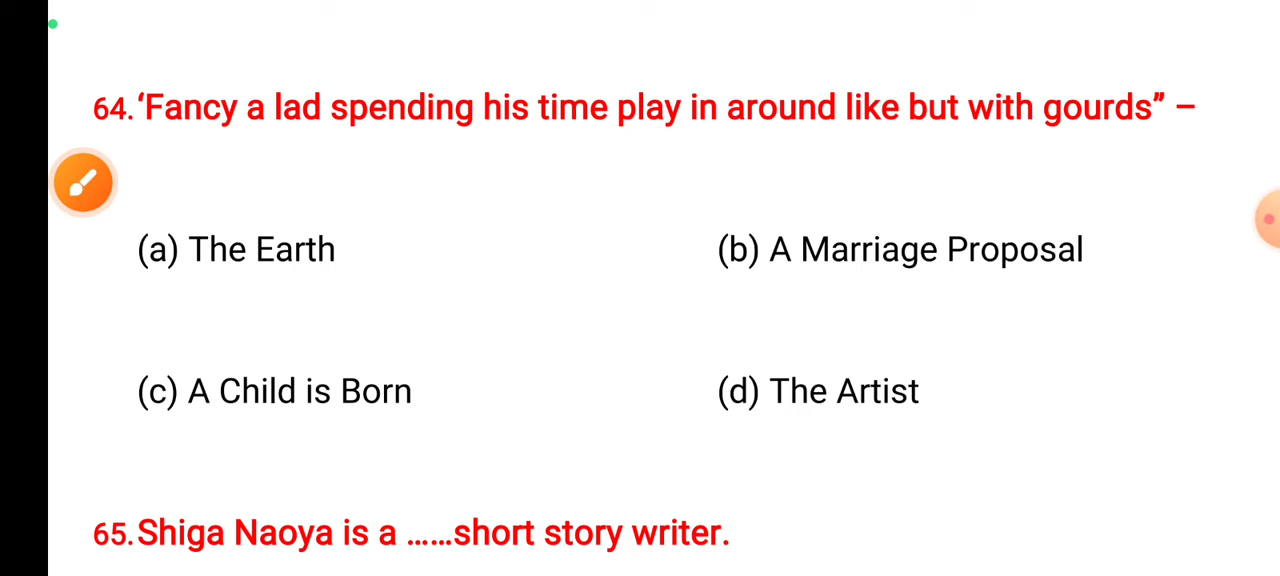 64. ‘Fancy a lad spending his time play in around like but with gourds” –
(a) The Earth
(b) A Marriage Proposal
(c) A Child is Born
(d) The Artist
65. Shiga Naoya is a ......short story writer.